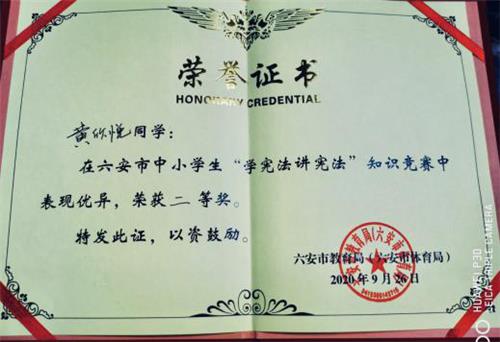 荣誉证书
HONORARY CREDENTIAL
黄欣悦同学：
在六安市中小学生“学宪法讲宪法”知识竞赛中
表现优异，荣获二等奖。
特发此证，以资鼓励。
六安市教育局（六安市体育局）
2020年9月26日
HUAWEI P30
LEICA TRIPLE CAMERA